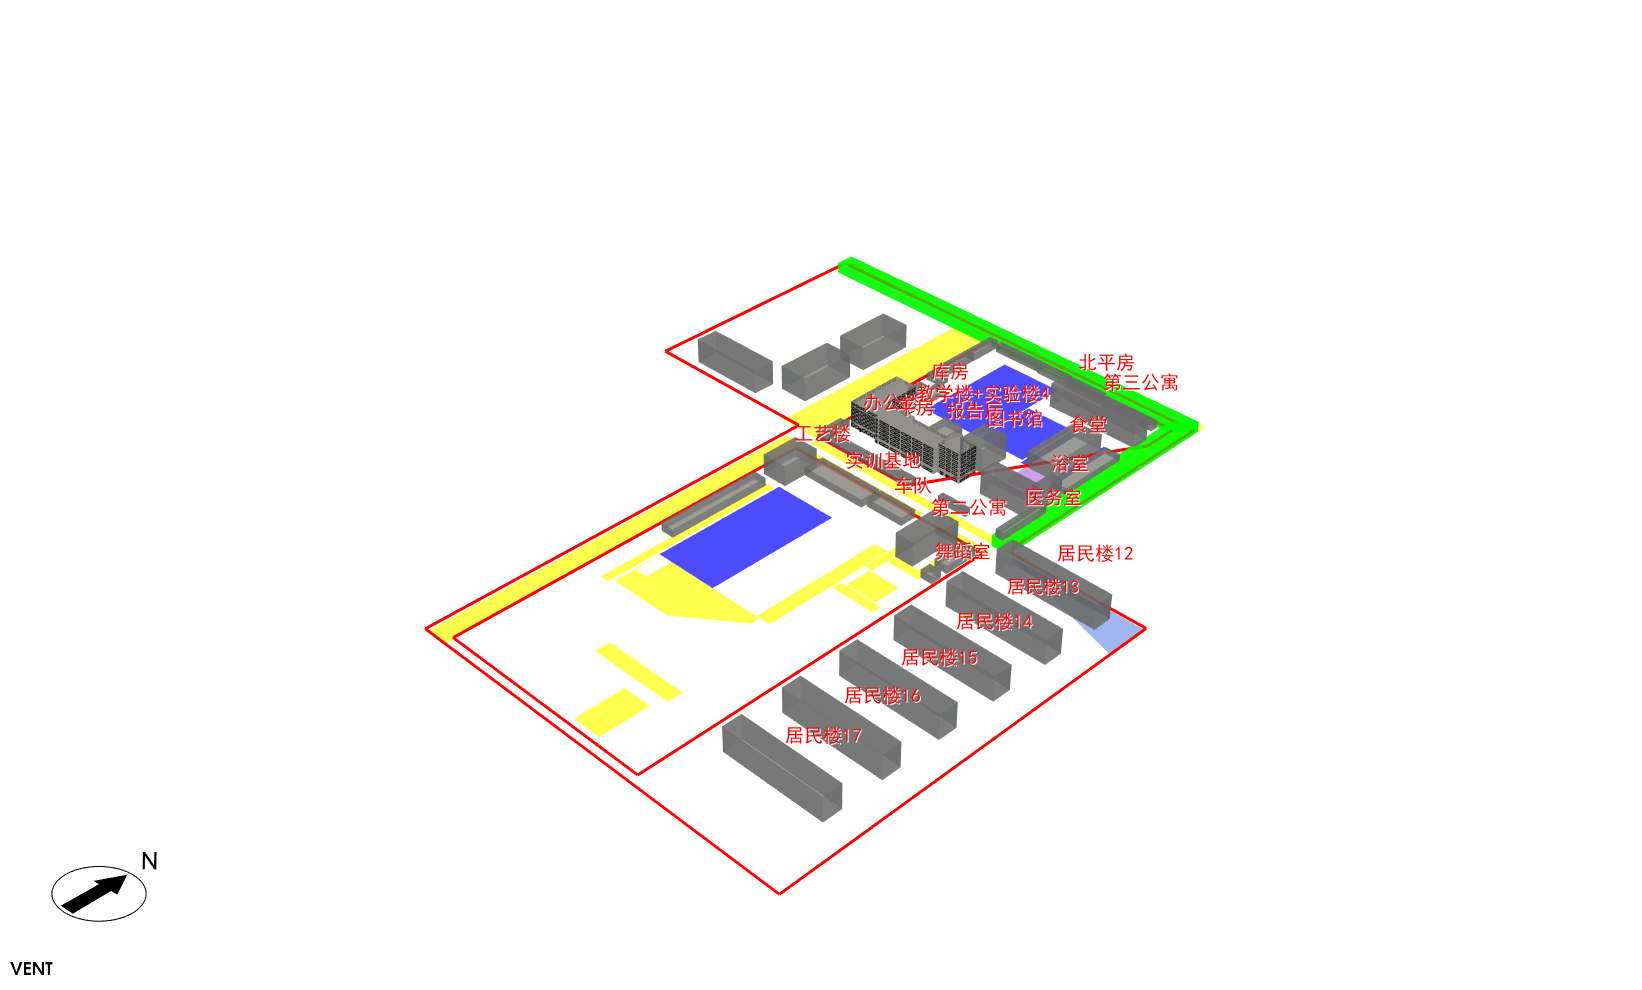 北平房
库房
第三公寓
教学楼+实验楼4
办公楼
平房
报告厅
图书馆
食堂
工艺楼
实训基地
浴室
车队
医务室
第二公寓
舞蹈室
居民楼12
居民楼13
居民楼14
居民楼15
居民楼16
居民楼17
N
VENT